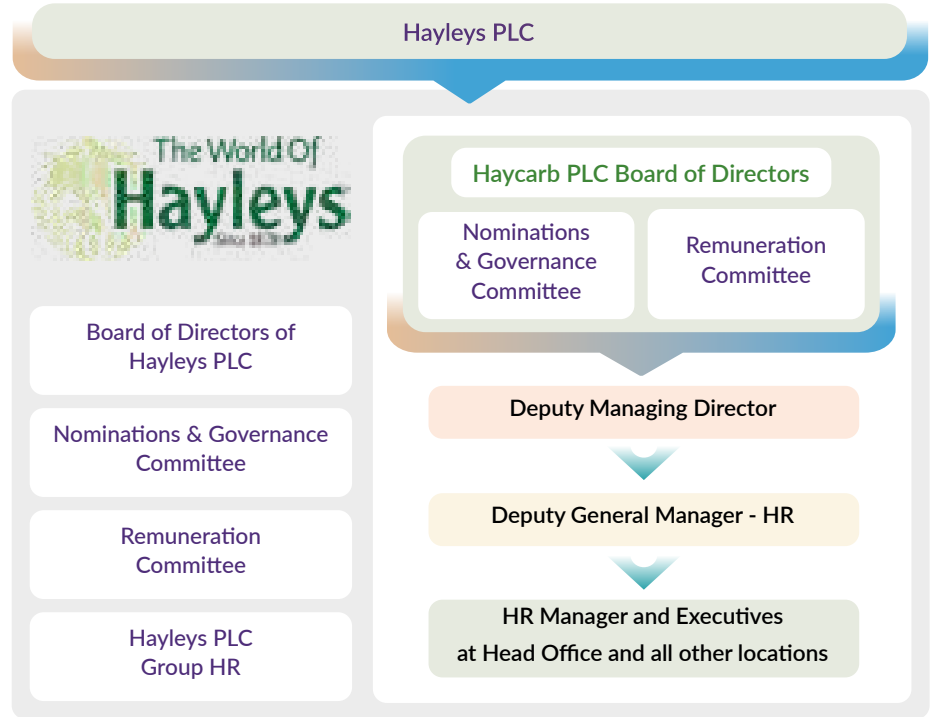 Hayleys PLC
The World Of
Hayleys
Since 1878
Board of Directors of
Hayleys PLC
Nominations & Governance
Committee
Remuneration
Committee
Hayleys PLC
Group HR
Haycarb PLC Board of Directors
Nominations
& Governance
Committee
Remuneration
Committee
Deputy Managing Director
Deputy General Manager - HR
HR Manager and Executives
at Head Office and all other locations